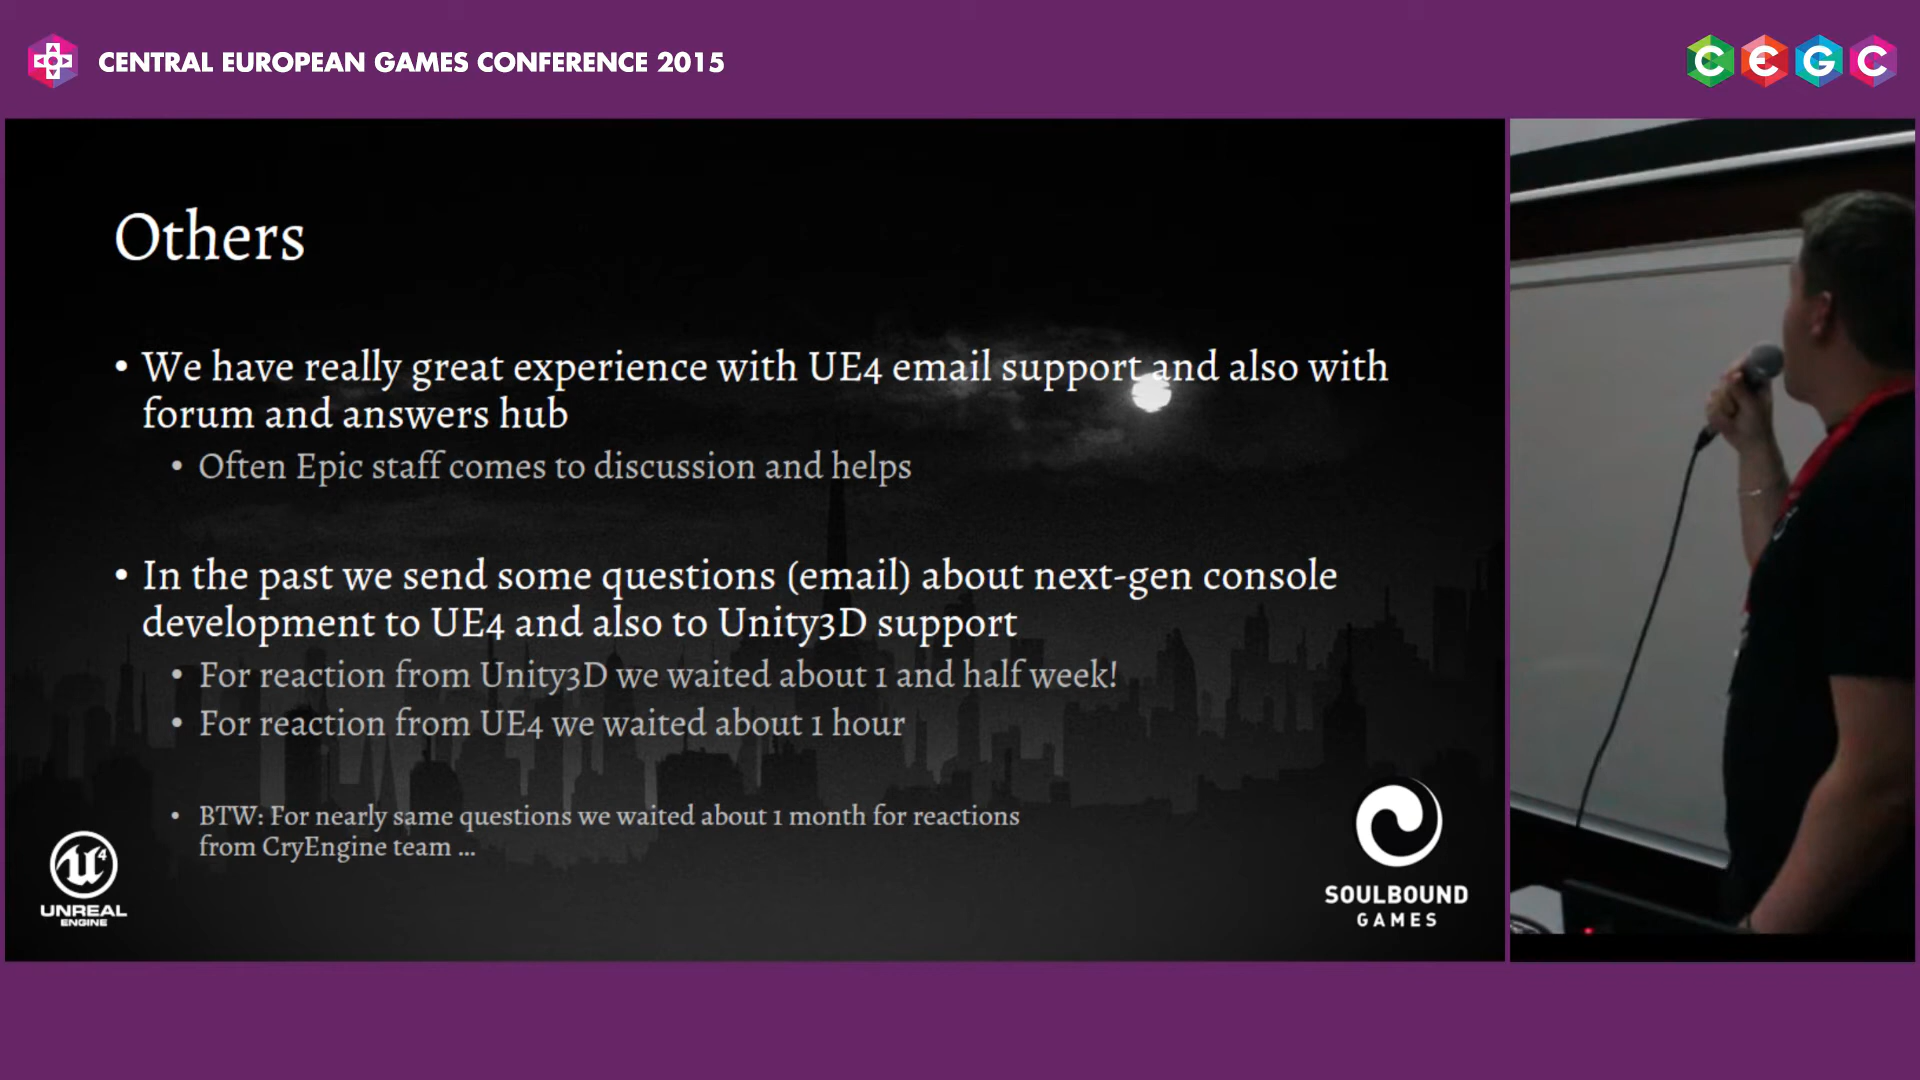 CENTRAL EUROPEAN GAMES CONFERENCE 2015
C E G C
Others
• We have really great experience with UE4 email support and also with
forum and answers hub
• Often Epic staff comes to discussion and helps
• In the past we send some questions (email) about next-gen console
development to UE4 and also to Unity3D support
• For reaction from Unity3D we waited about 1 and half week!
• For reaction from UE4 we waited about 1 hour
• BTW: For nearly same questions we waited about 1 month for reactions
from CryEngine team ...
U4
UNREAL
ENGINE
SOULBOUND
GAMES